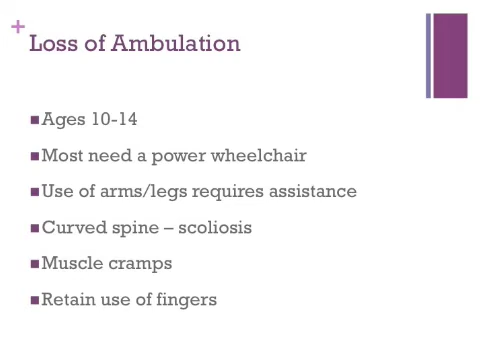 +
Loss of Ambulation
■Ages 10-14
■Most need a power wheelchair
■Use of arms/legs requires assistance
■Curved spine – scoliosis
■Muscle cramps
■Retain use of fingers